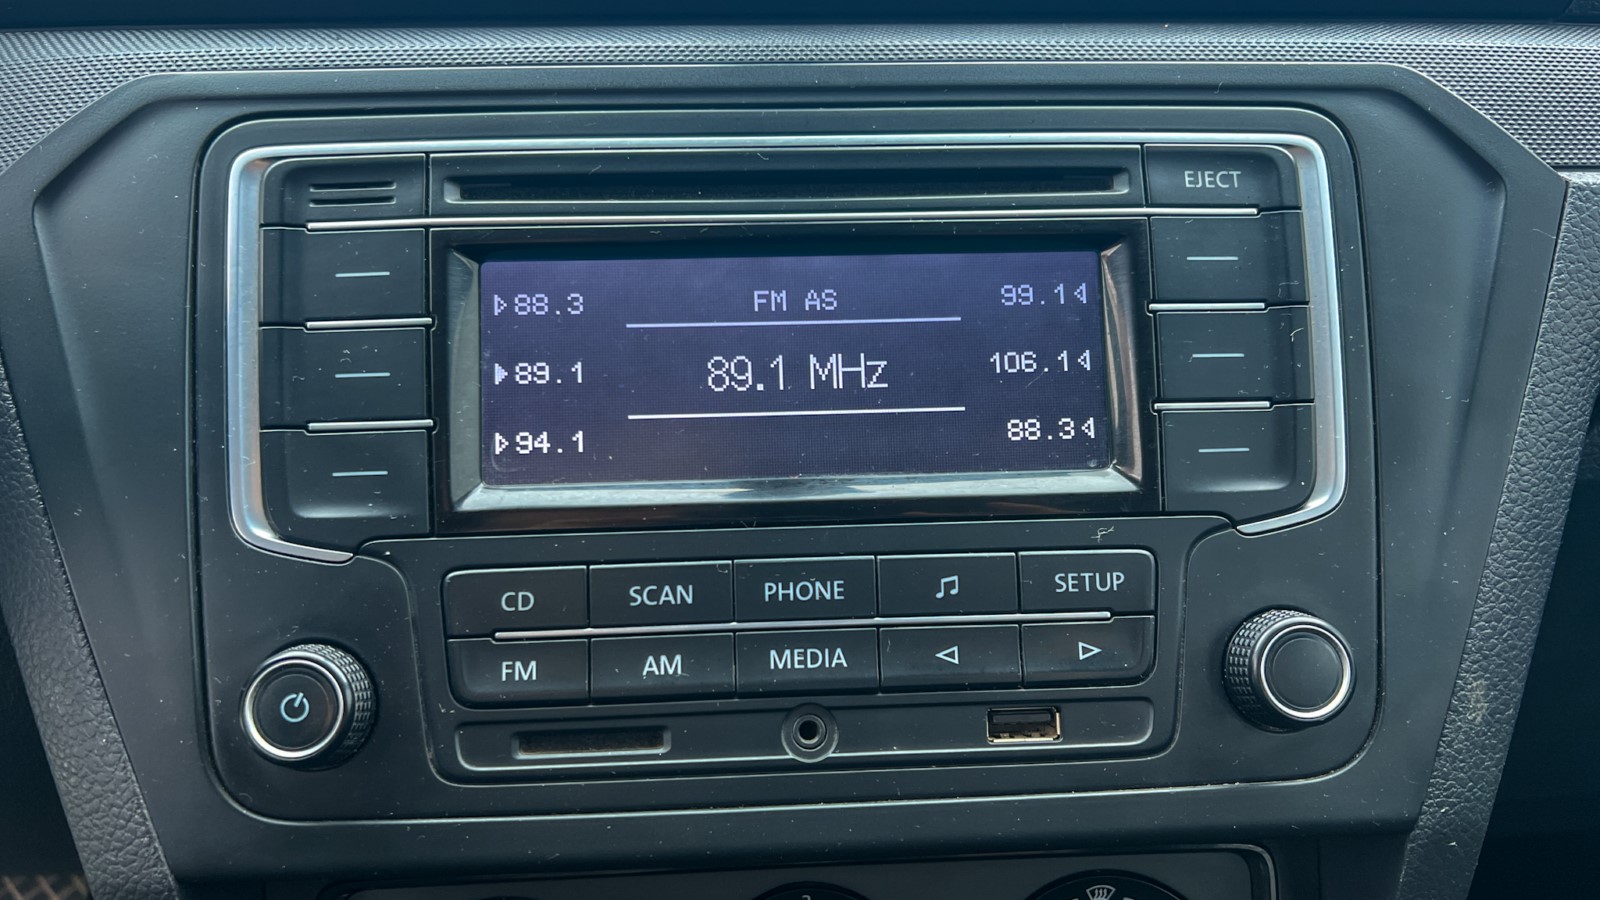 EJECT
88.3 FM AS 99.1
89.1 89.1 MHz 106.1
94.1 88.3
CD SCAN PHONE SETUP
FM AM MEDIA